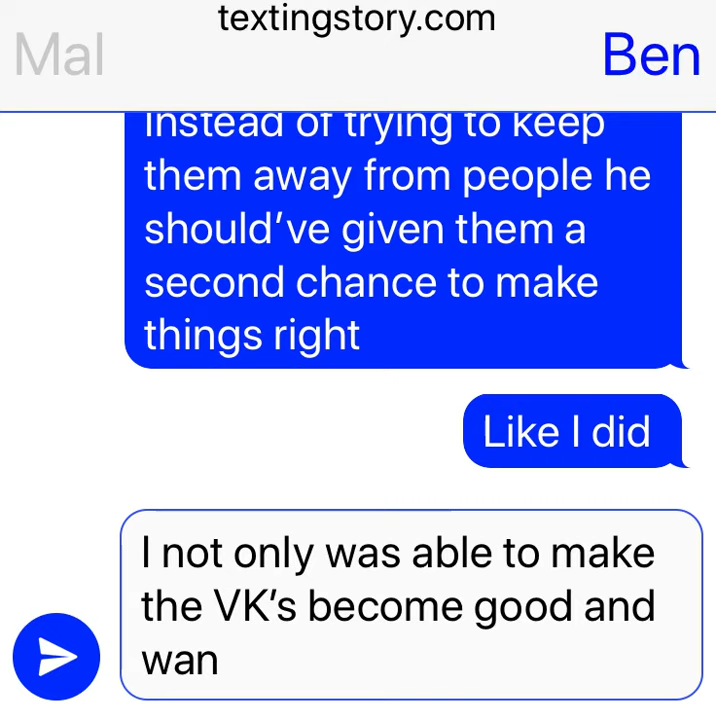 textingstory.com
Mal
Ben
Instead of trying to keep
them away from people he
should’ve given them a
second chance to make
things right
Like I did
I not only was able to make
the VK’s become good and
wan